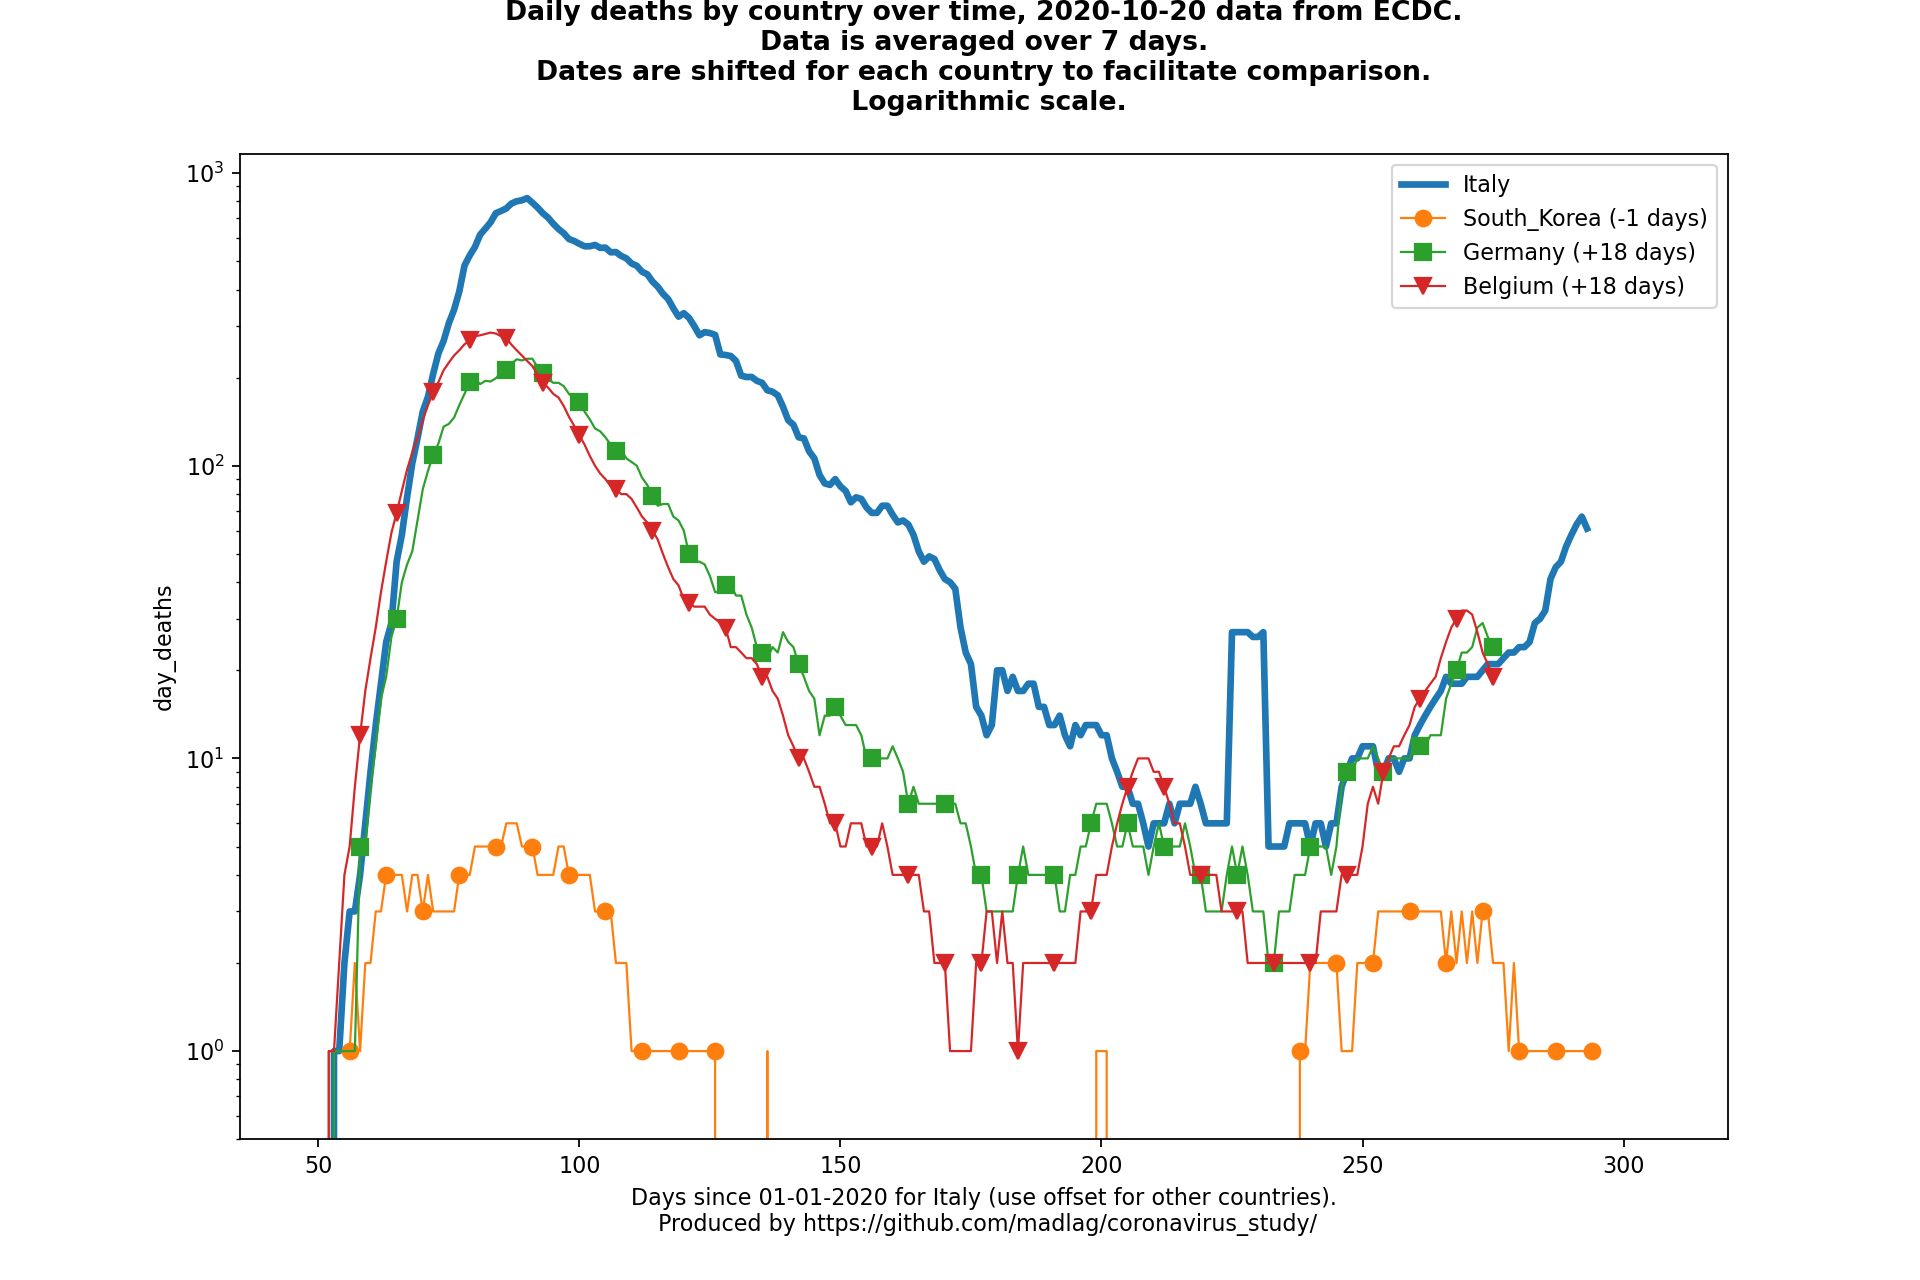 Daily deaths by country over time, 2020-10-20 data from ECDC.
Data is averaged over 7 days.
Dates are shifted for each country to facilitate comparison.
Logarithmic scale.
10³
10²
10¹
10⁰
day_deaths
Italy
South_Korea (-1 days)
Germany (+18 days)
Belgium (+18 days)
50 100 150 200 250 300
Days since 01-01-2020 for Italy (use offset for other countries).
Produced by https://github.com/madlag/coronavirus_study/